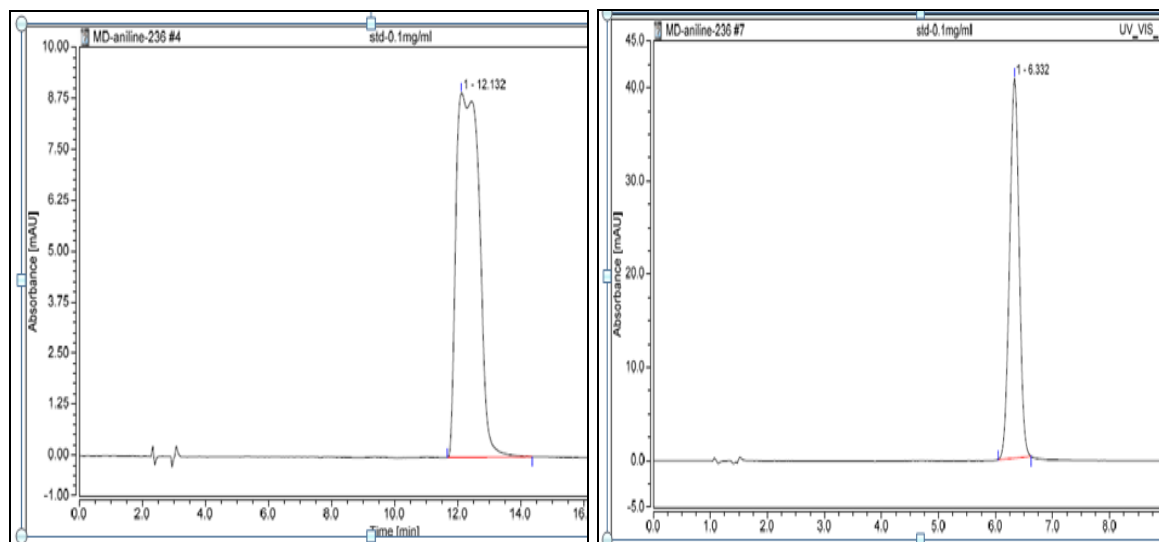 MD-aniline-236 #4 std-0.1mg/ml
10.00
8.75
7.50
6.25
5.00
3.75
2.50
1.25
0.00
-1.00
Absorbance [mAU]
1 - 12.132
0.0 2.0 4.0 6.0 8.0 10.0 12.0 14.0 16.
Time [min]
MD-aniline-236 #7 std-0.1mg/ml UV_VIS_
45.0
40.0
30.0
20.0
10.0
0.0
-5.0
Absorbance [mAU]
1 - 6.332
0.0 1.0 2.0 3.0 4.0 5.0 6.0 7.0 8.0